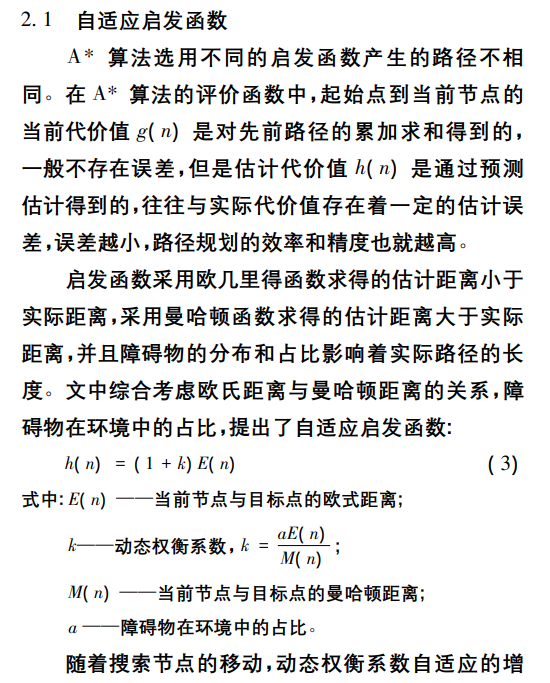 2.1 自适应启发函数
A* 算法选用不同的启发函数产生的路径不相
同。在 A* 算法的评价函数中,起始点到当前节点的
当前代价值 g(n) 是对先前路径的累加求和得到的,
一般不存在误差,但是估计代价值 h(n) 是通过预测
估计得到的,往往与实际代价值存在着一定的估计误
差,误差越小,路径规划的效率和精度也就越高。
启发函数采用欧几里得函数求得的估计距离小于
实际距离,采用曼哈顿函数求得的估计距离大于实际
距离,并且障碍物的分布和占比影响着实际路径的长
度。文中综合考虑欧氏距离与曼哈顿距离的关系,障
碍物在环境中的占比,提出了自适应启发函数:
h(n) = (1 + k)E(n) (3)
式中: E(n) ——当前节点与目标点的欧式距离;
k——动态权衡系数, k = aE(n)/M(n) ;
M(n) ——当前节点与目标点的曼哈顿距离;
a ——障碍物在环境中的占比。
随着搜索节点的移动,动态权衡系数自适应的增